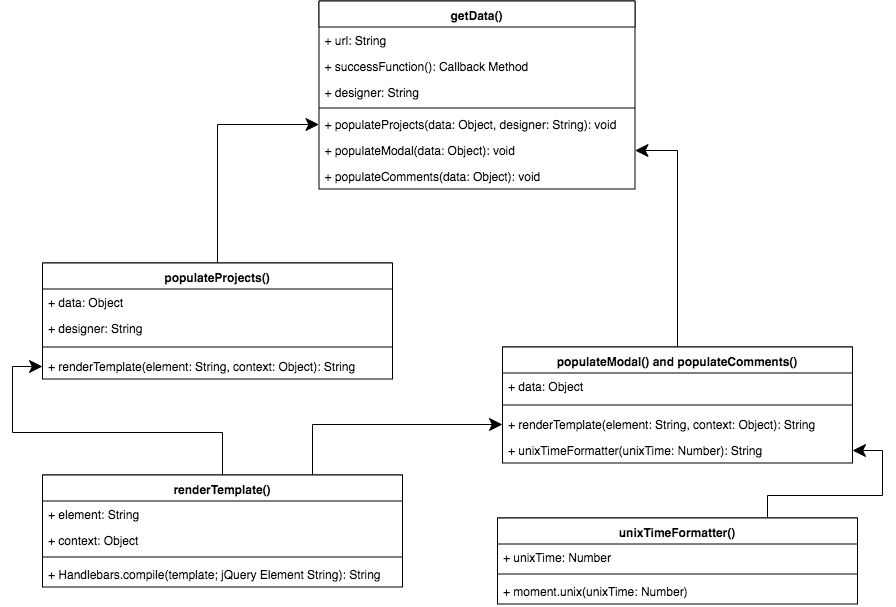 getData()
+ url: String
+ successFunction(): Callback Method
+ designer: String
+ populateProjects(data: Object, designer: String): void
+ populateModal(data: Object): void
+ populateComments(data: Object): void
populateProjects()
+ data: Object
+ designer: String
+ renderTemplate(element: String, context: Object): String
populateModal() and populateComments()
+ data: Object
+ renderTemplate(element: String, context: Object): String
+ unixTimeFormatter(unixTime: Number): String
renderTemplate()
+ element: String
+ context: Object
+ Handlebars.compile(template; jQuery Element String): String
unixTimeFormatter()
+ unixTime: Number
+ moment.unix(unixTime: Number)